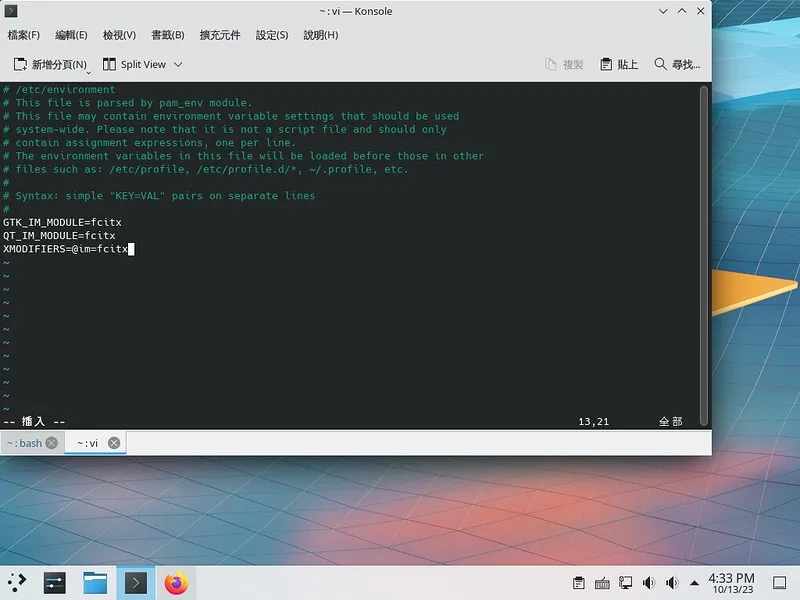 ~ : vi — Konsole
檔案(F) 編輯(E) 檢視(V) 書籤(B) 擴充元件 設定(S) 說明(H)
新增分頁(N) Split View 複製 貼上 尋找...
# /etc/environment
# This file is parsed by pam_env module.
# This file may contain environment variable settings that should be used
# system-wide. Please note that it is not a script file and should only
# contain assignment expressions, one per line.
# The environment variables in this file will be loaded before those in other
# files such as: /etc/profile, /etc/profile.d/*, ~/.profile, etc.
#
# Syntax: simple "KEY=VAL" pairs on separate lines
#
GTK_IM_MODULE=fcitx
QT_IM_MODULE=fcitx
XMODIFIERS=@im=fcitx
~
~
~
~
~
~
~
~
~
~
~
~
-- 插入 -- 13,21 全部
~ : bash ~ : vi
4:33 PM
10/13/23